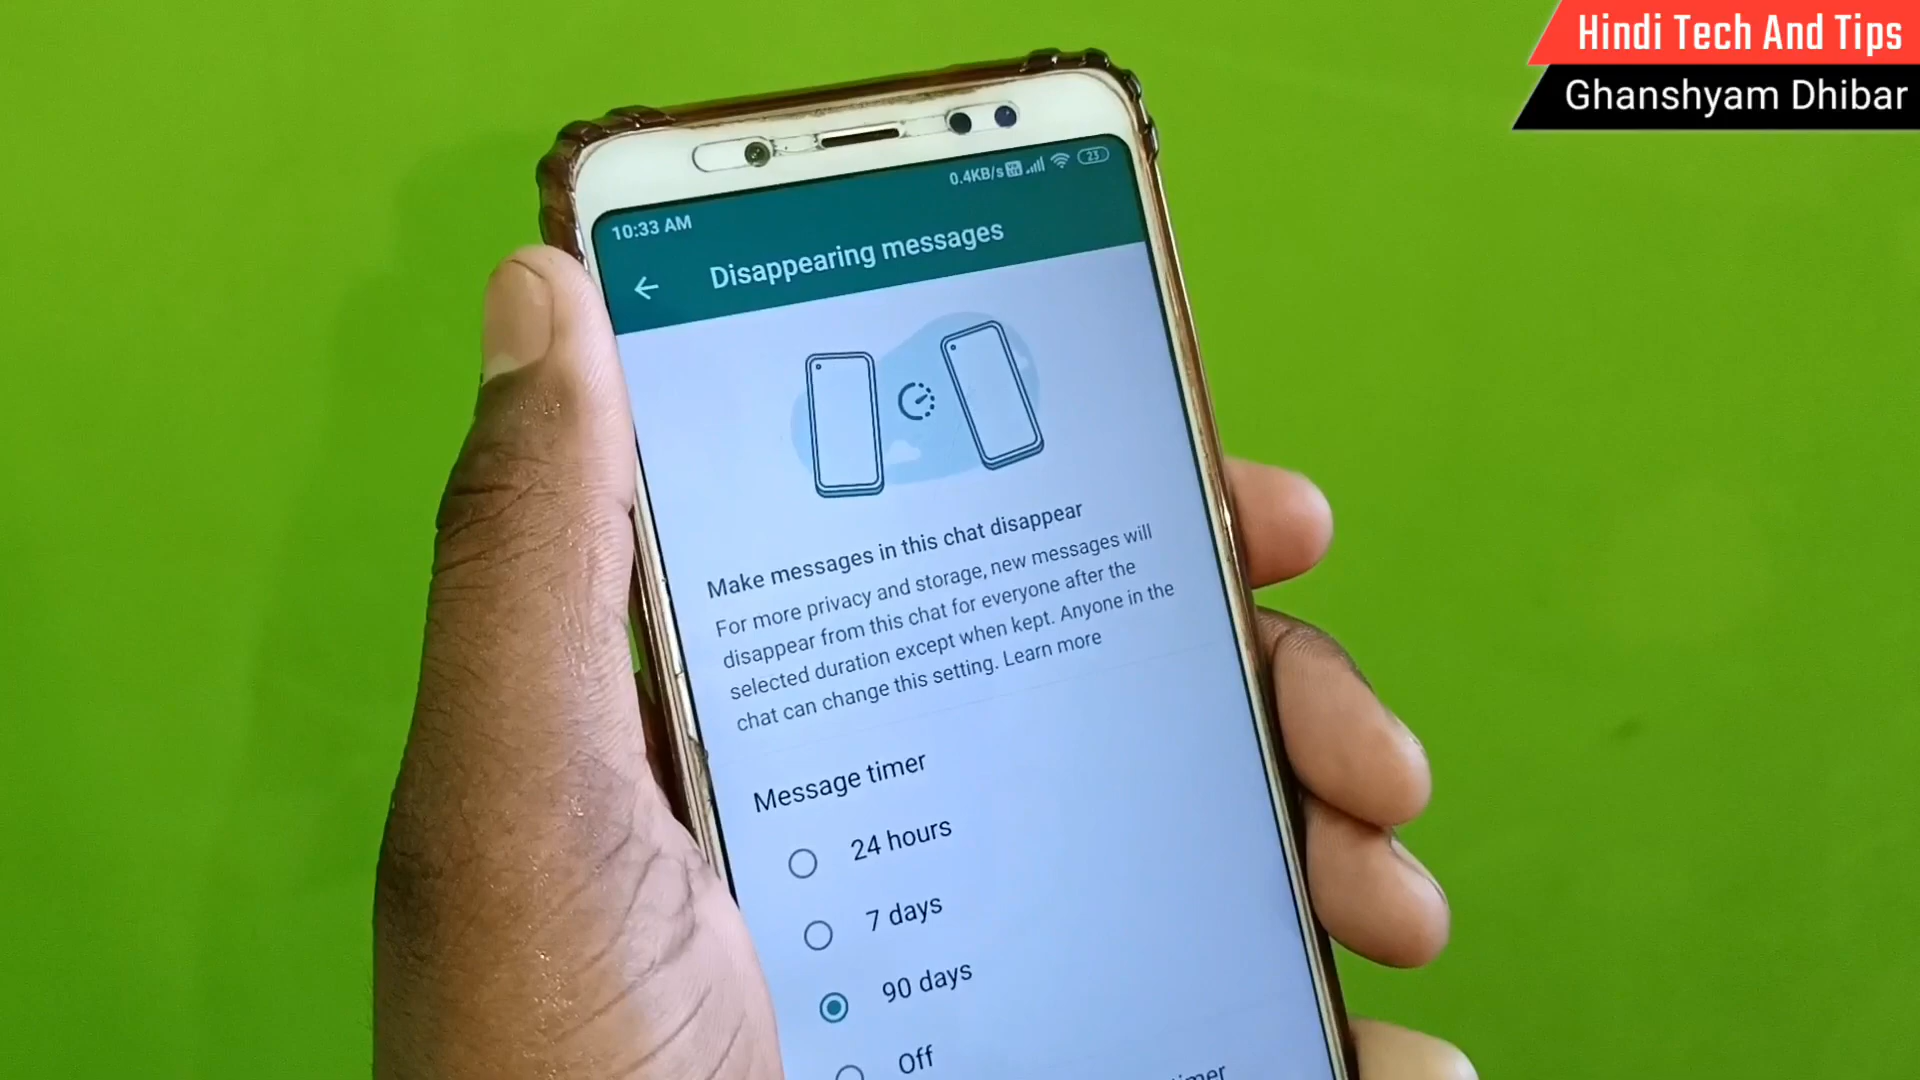 Hindi Tech And Tips
Ghanshyam Dhibar
0.4KB/s
23
10:33 AM
Disappearing messages
Make messages in this chat disappear
For more privacy and storage, new messages will
disappear from this chat for everyone after the
selected duration except when kept. Anyone in the
chat can change this setting. Learn more
Message timer
24 hours
7 days
90 days
Off